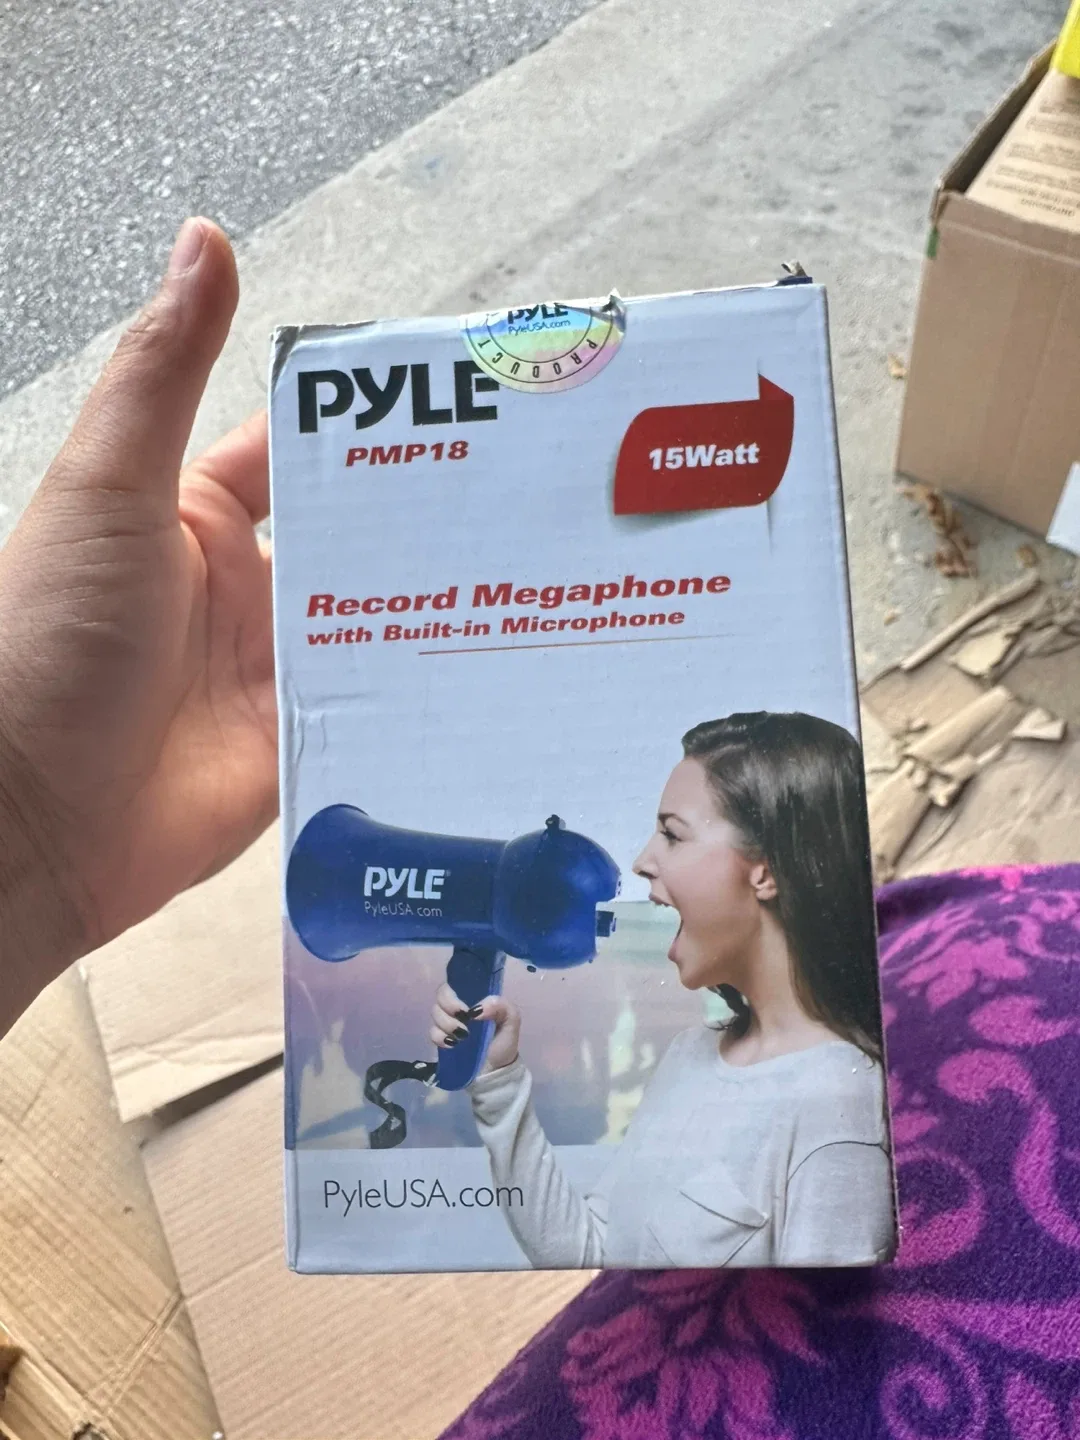 PYLE
PyleUSA.com
PRODUCT
PYLE
PMP18
15Watt
Record Megaphone
with Built-in Microphone
PYLE®
PyleUSA.com
PyleUSA.com